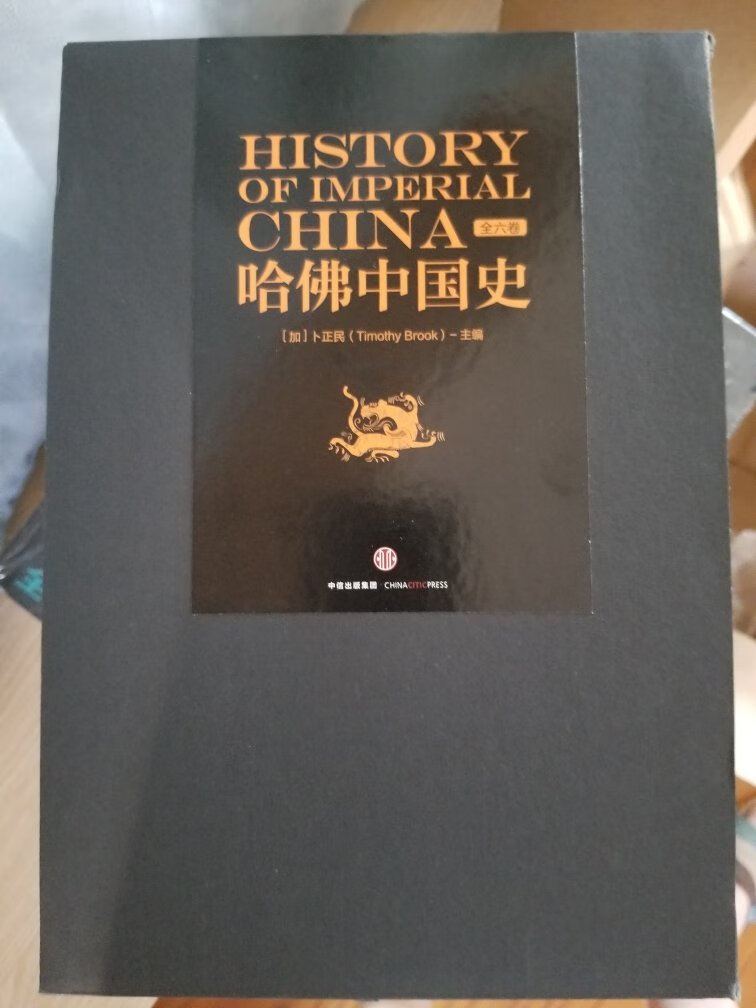 HISTORY
OF IMPERIAL
CHINA 全六卷
哈佛中国史
[加] 卜正民 (Timothy Brook) - 主编
中信出版集团 · CHINACITICPRESS